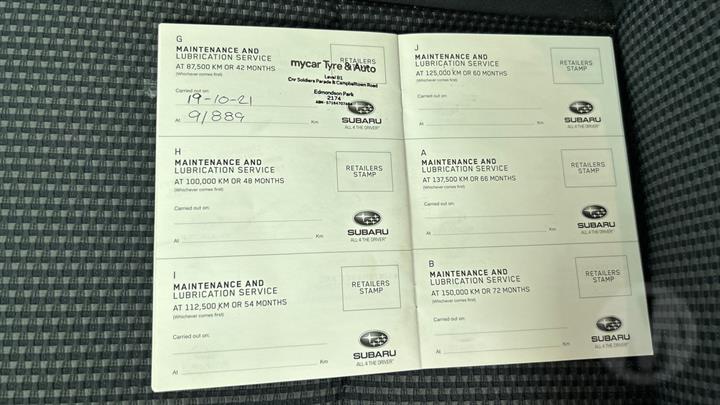 G
MAINTENANCE AND
LUBRICATION SERVICE
AT 87,500 KM OR 42 MONTHS
(Whichever comes first)
RETAILERS
STAMP
mycar Tyre & Auto
Level B1
Cnr Soldiers Parade & Campbelltown Road
Edmondson Park
2174
Carried out on:
19-10-21
At 91889 Km
SUBARU
ALL 4 THE DRIVER
H
MAINTENANCE AND
LUBRICATION SERVICE
AT 100,000 KM OR 48 MONTHS
(Whichever comes first)
RETAILERS
STAMP
Carried out on:
At Km
SUBARU
ALL 4 THE DRIVER
I
MAINTENANCE AND
LUBRICATION SERVICE
AT 112,500 KM OR 54 MONTHS
(Whichever comes first)
RETAILERS
STAMP
Carried out on:
At Km
SUBARU
ALL 4 THE DRIVER
J
MAINTENANCE AND
LUBRICATION SERVICE
AT 125,000 KM OR 60 MONTHS
(Whichever comes first)
RETAILERS
STAMP
Carried out on:
At Km
SUBARU
ALL 4 THE DRIVER
A
MAINTENANCE AND
LUBRICATION SERVICE
AT 137,500 KM OR 66 MONTHS
(Whichever comes first)
RETAILERS
STAMP
Carried out on:
At Km
SUBARU
ALL 4 THE DRIVER
B
MAINTENANCE AND
LUBRICATION SERVICE
AT 150,000 KM OR 72 MONTHS
(Whichever comes first)
RETAILERS
STAMP
Carried out on:
At Km
SUBARU
ALL 4 THE DRIVER